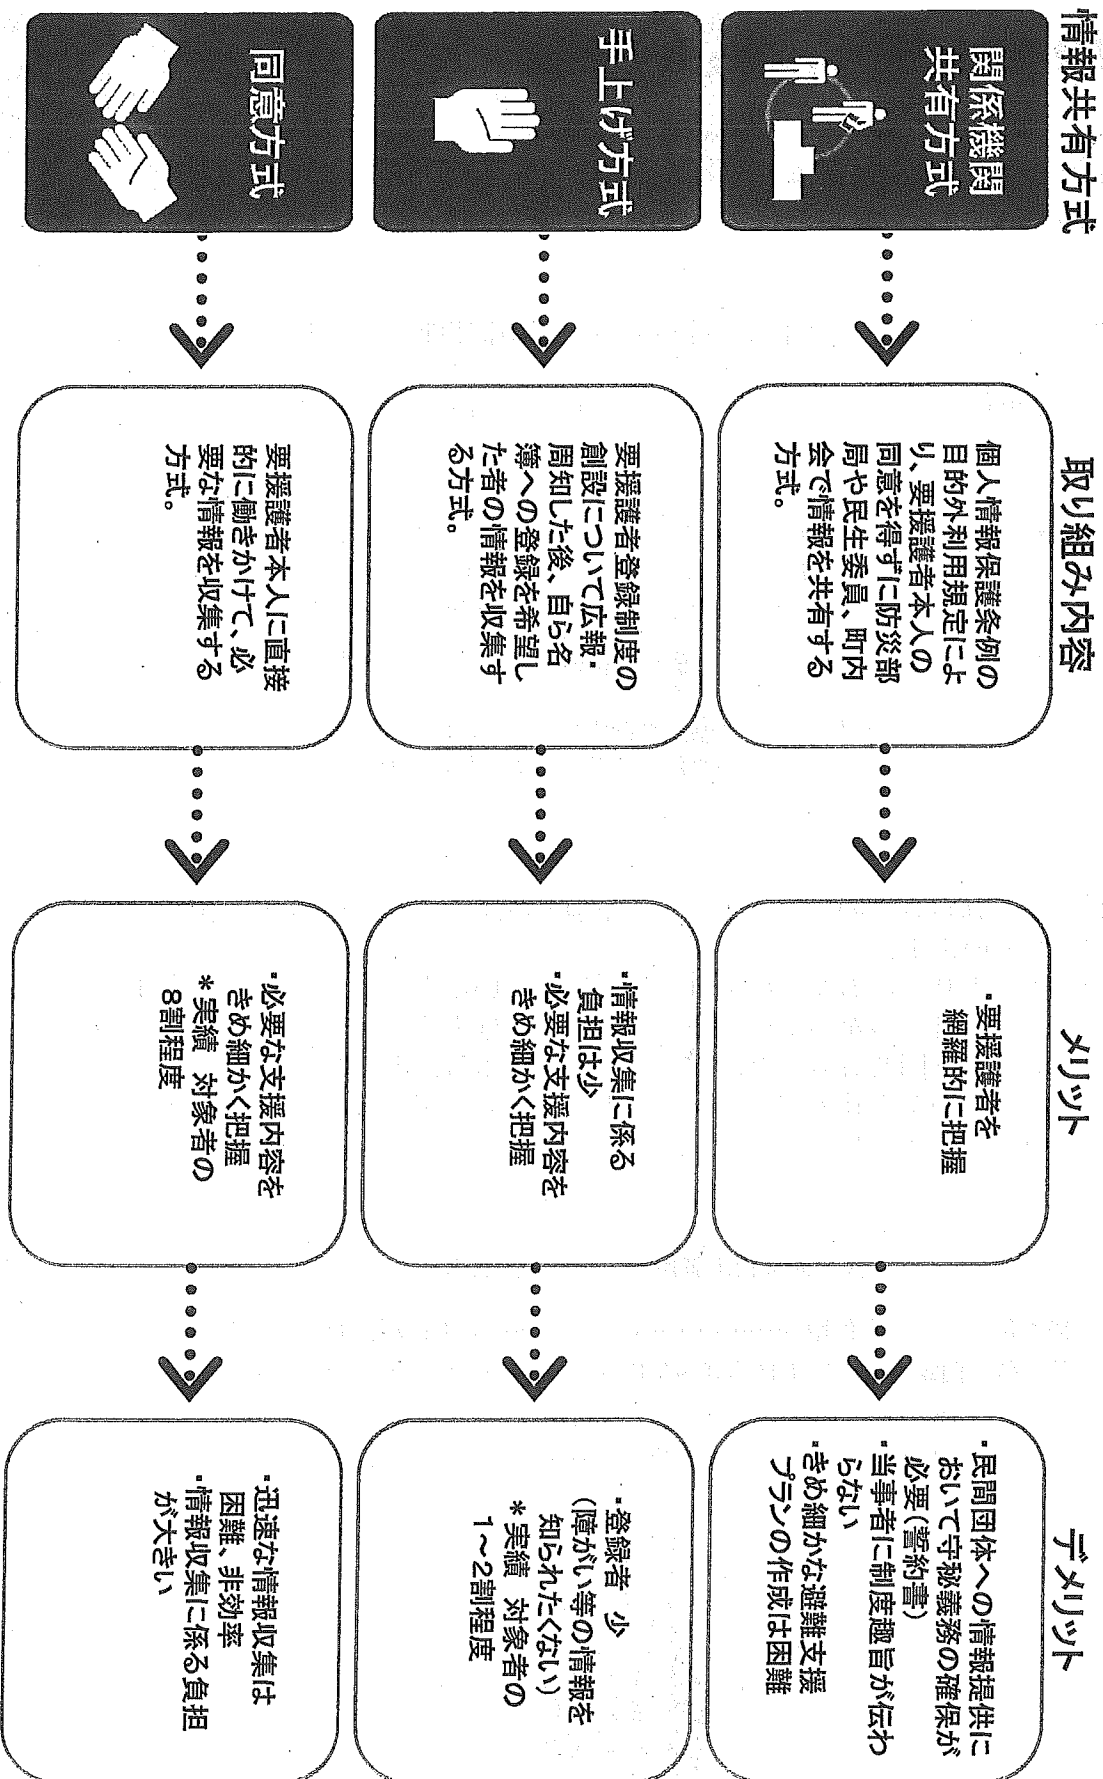 情報共有方式
取り組み内容
メリット
デメリット
関係機関
共有方式
個人情報保護条例の
目的外利用規定によ
り、要援護者本人の
同意を得ずに防災部
局や民生委員、町内
会で情報を共有する
方式。
・要援護者を
網羅的に把握
・民間団体への情報提供に
おいて守秘義務の確保が
必要(誓約書)
・当事者に制度趣旨が伝わ
らない
・きめ細かな避難支援
プランの作成は困難
手上げ方式
要援護者登録制度の
創設について広報・
周知した後、自ら名
簿への登録を希望し
た者の情報を収集す
る方式。
・情報収集に係る
負担は少
・必要な支援内容を
きめ細かく把握
・登録者 少
(障がい等の情報を
知られたくない)
＊実績 対象者の
1～2割程度
同意方式
要援護者本人に直接
的に働きかけて、必
要な情報を収集する
方式。
・必要な支援内容を
きめ細かく把握
＊実績 対象者の
8割程度
・迅速な情報収集は
困難、非効率
・情報収集に係る負担
が大きい